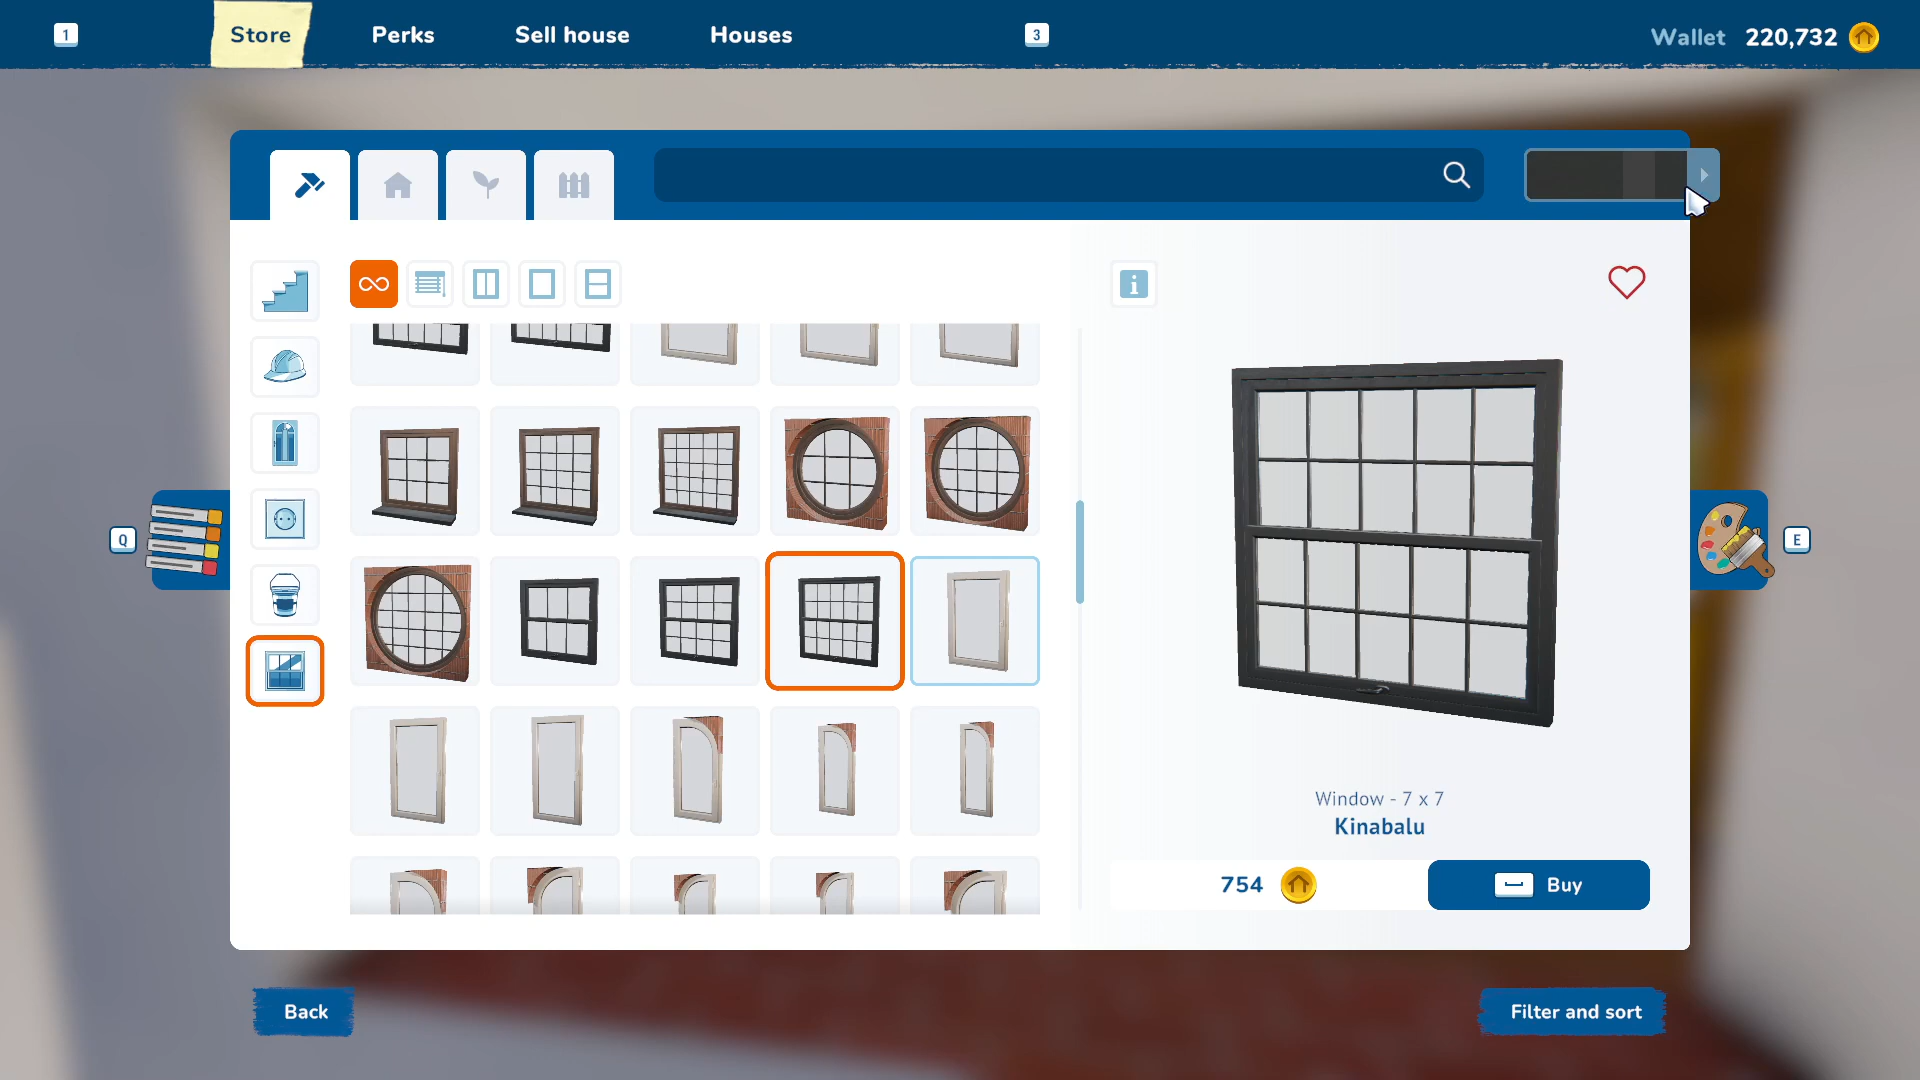 1
Store
Perks
Sell house
Houses
3
Wallet 220,732
i
Q
E
Window - 7 x 7
Kinabalu
754
Buy
Back
Filter and sort